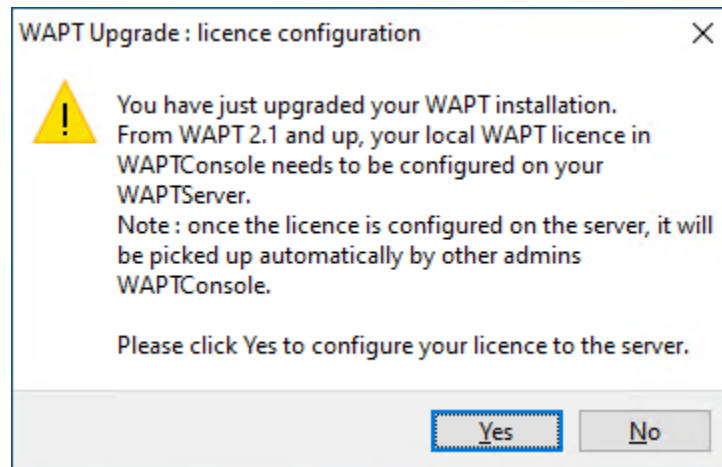 WAPT Upgrade : licence configuration
You have just upgraded your WAPT installation.
From WAPT 2.1 and up, your local WAPT licence in
WAPTConsole needs to be configured on your
WAPTServer.
Note : once the licence is configured on the server, it will
be picked up automatically by other admins
WAPTConsole.
Please click Yes to configure your licence to the server.
Yes
No